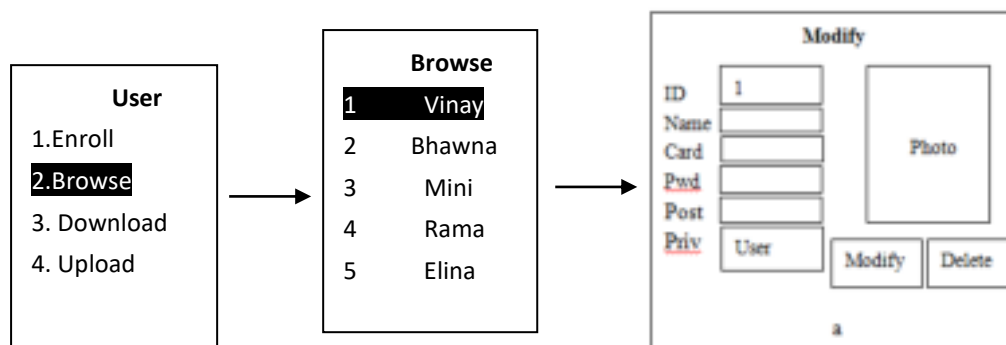 User
1.Enroll
2.Browse
3. Download
4. Upload
Browse
1 Vinay
2 Bhawna
3 Mini
4 Rama
5 Elina
Modify
ID 1
Name
Card
Pwd
Post
Priv User
Photo
Modify Delete
a